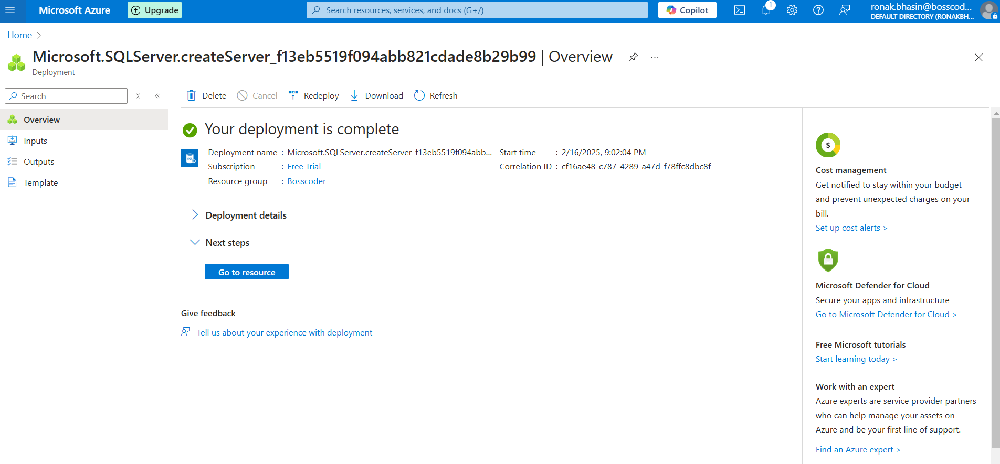 Microsoft Azure
Upgrade
Search resources, services, and docs (G+/)
Copilot
1
ronak.bhasin@bosscod...
DEFAULT DIRECTORY (RONAKBH...
Home
Microsoft.SQLServer.createServer_f13eb5519f094abb821cdade8b29b99 | Overview
...
Deployment
Search
Delete
Cancel
Redeploy
Download
Refresh
Overview
Inputs
Outputs
Template
Your deployment is complete
SQL
Deployment name : Microsoft.SQLServer.createServer_f13eb5519f094abb...
Subscription : Free Trial
Resource group : Bosscoder
Start time : 2/16/2025, 9:02:04 PM
Correlation ID : cf16ae48-c787-4289-a47d-f78ffc8dbc8f
Deployment details
Next steps
Go to resource
Give feedback
Tell us about your experience with deployment
$
Cost management
Get notified to stay within your budget
and prevent unexpected charges on your
bill.
Set up cost alerts >
Microsoft Defender for Cloud
Secure your apps and infrastructure
Go to Microsoft Defender for Cloud >
Free Microsoft tutorials
Start learning today >
Work with an expert
Azure experts are service provider partners
who can help manage your assets on
Azure and be your first line of support.
Find an Azure expert >